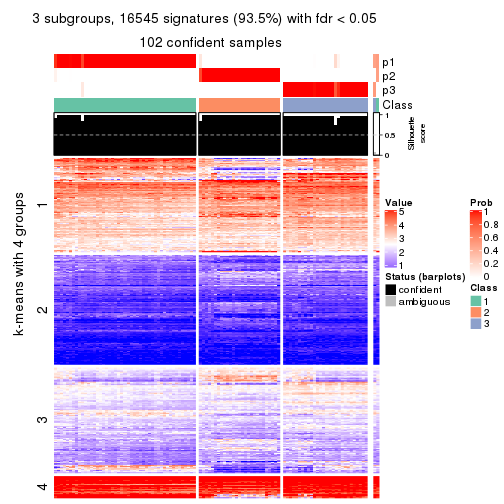 3 subgroups, 16545 signatures (93.5%) with fdr < 0.05
102 confident samples
p1
p2
p3
Class
1
0.5
0
Silhouette
score
k-means with 4 groups
1
2
3
4
Value
5
4
3
2
1
Status (barplots)
confident
ambiguous
Prob
1
0.8
0.6
0.4
0.2
0
Class
1
2
3